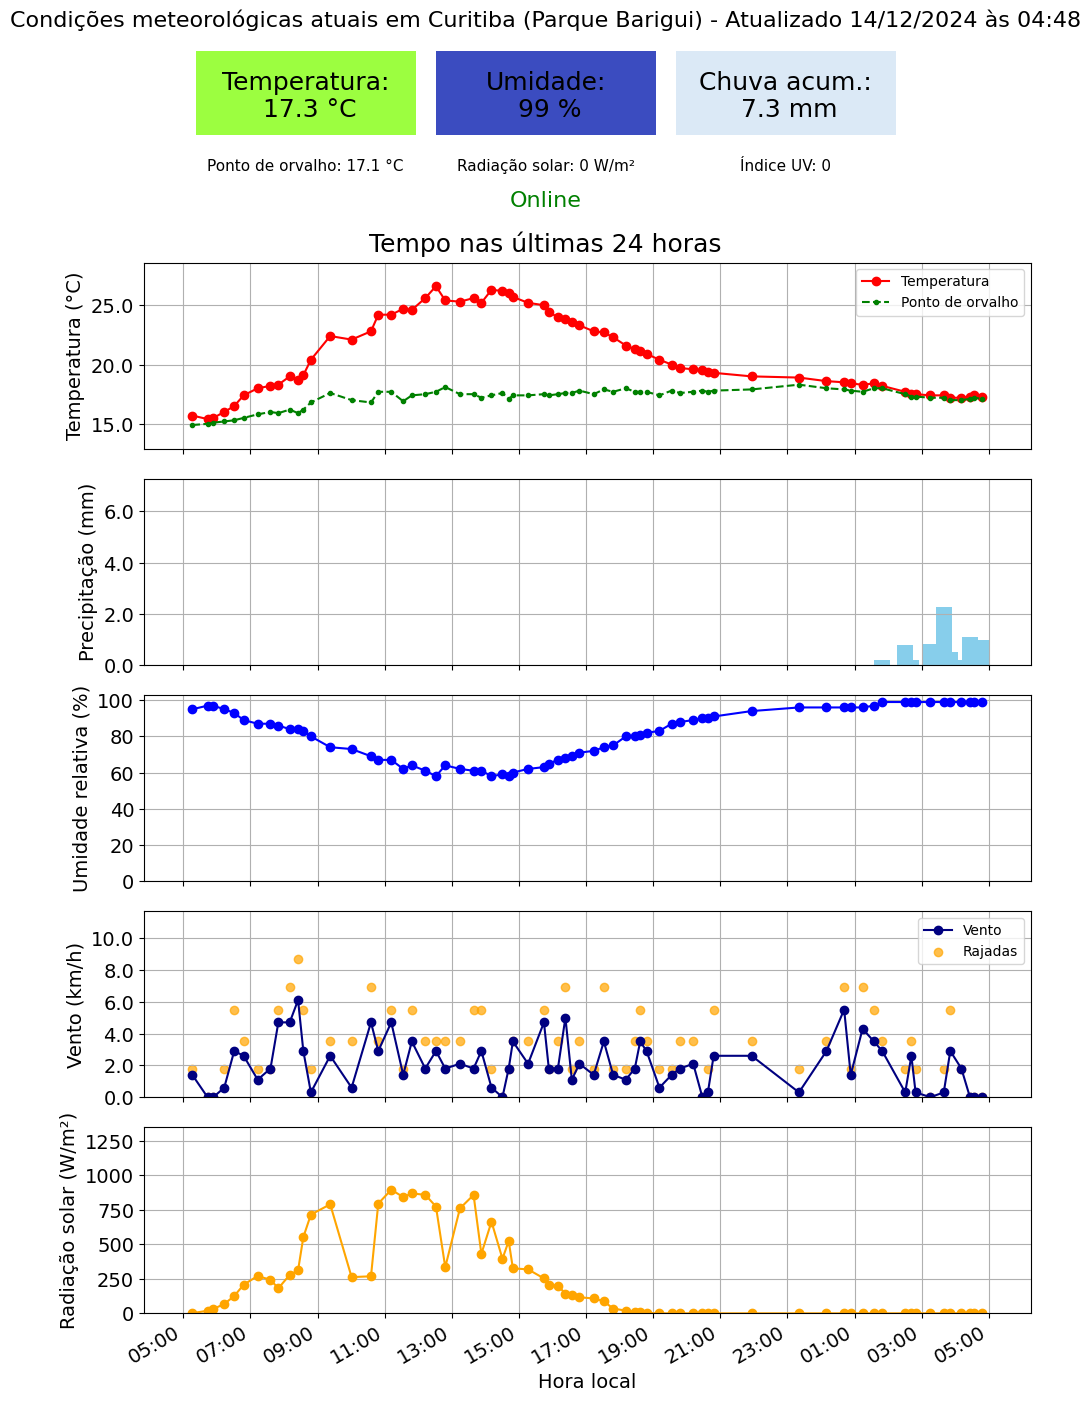 Condições meteorológicas atuais em Curitiba (Parque Barigui) - Atualizado 14/12/2024 às 04:48
Temperatura:
17.3 °C
Umidade:
99 %
Chuva acum.:
7.3 mm
Ponto de orvalho: 17.1 °C
Radiação solar: 0 W/m²
Índice UV: 0
Online
Tempo nas últimas 24 horas
Temperatura (°C)
25.0
20.0
15.0
Temperatura
Ponto de orvalho
Precipitação (mm)
6.0
4.0
2.0
0.0
Umidade relativa (%)
100
80
60
40
20
0
Vento (km/h)
10.0
8.0
6.0
4.0
2.0
0.0
Vento
Rajadas
Radiação solar (W/m²)
1250
1000
750
500
250
0
05:00
07:00
09:00
11:00
13:00
15:00
17:00
19:00
21:00
23:00
01:00
03:00
05:00
Hora local